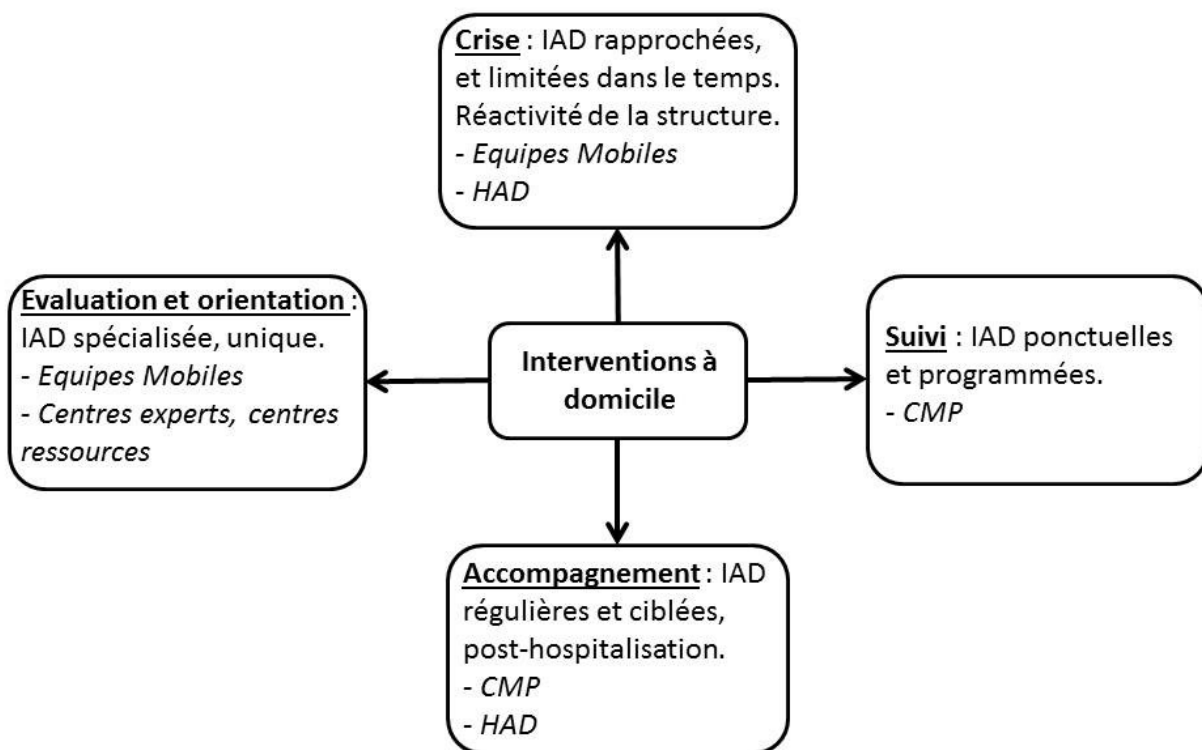 Crise : IAD rapprochées,
et limitées dans le temps.
Réactivité de la structure.
- Equipes Mobiles
- HAD
Evaluation et orientation :
IAD spécialisée, unique.
- Equipes Mobiles
- Centres experts, centres
ressources
Interventions à
domicile
Suivi : IAD ponctuelles
et programmées.
- CMP
Accompagnement : IAD
régulières et ciblées,
post-hospitalisation.
- CMP
- HAD